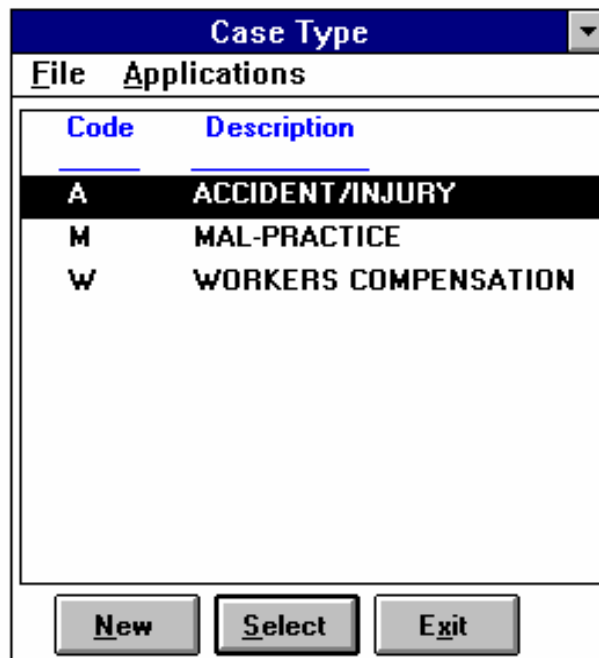 Case Type
File Applications
Code Description
A ACCIDENT/INJURY
M MAL-PRACTICE
W WORKERS COMPENSATION
New Select Exit